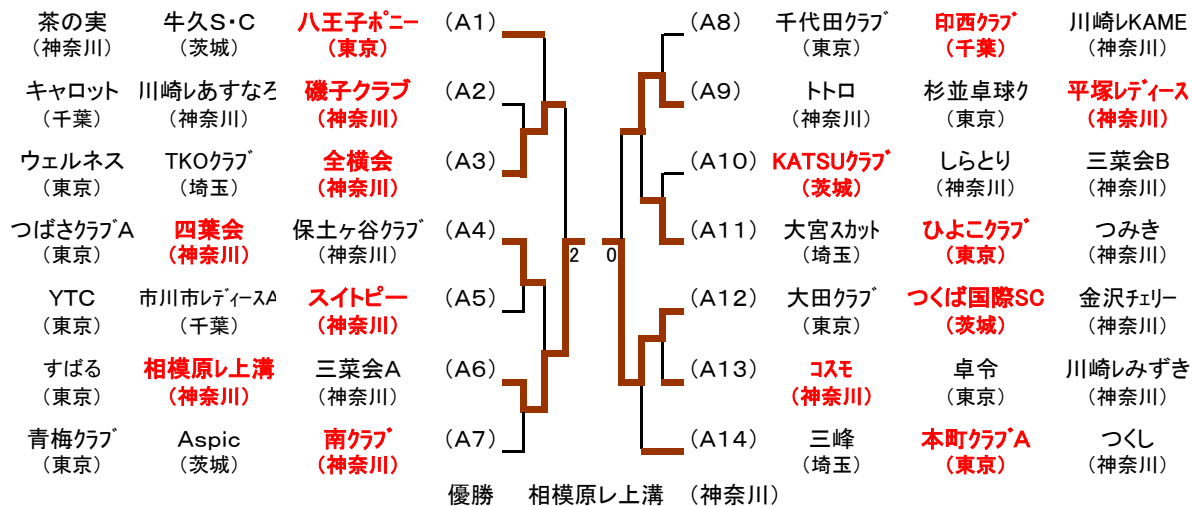 茶の実 牛久S・C 八王子ポニー (A1) (A8) 千代田クラブ 印西クラブ 川崎レKAME
(神奈川) (茨城) (東京) (東京) (千葉) (神奈川)
キャロット 川崎レあすなろ 磯子クラブ (A2) (A9) トトロ 杉並卓球ク 平塚レディース
(千葉) (神奈川) (神奈川) (神奈川) (東京) (神奈川)
ウェルネス TKOクラブ 全横会 (A3) (A10) KATSUクラブ しらとり 三菜会B
(東京) (埼玉) (神奈川) (茨城) (神奈川) (神奈川)
つばさクラブA 四葉会 保土ヶ谷クラブ (A4) (A11) 大宮スカット ひよこクラブ つみき
(東京) (神奈川) (神奈川) 2 0 (埼玉) (東京) (神奈川)
YTC 市川市レディースA スイトピー (A5) (A12) 大田クラブ つくば国際SC 金沢チェリー
(東京) (千葉) (神奈川) (東京) (茨城) (神奈川)
すばる 相模原レ上溝 三菜会A (A6) (A13) コスモ 卓令 川崎レみずき
(東京) (神奈川) (神奈川) (神奈川) (東京) (神奈川)
青梅クラブ Aspic 南クラブ (A7) (A14) 三峰 本町クラブA つくし
(東京) (茨城) (神奈川) (埼玉) (東京) (神奈川)
優勝 相模原レ上溝 (神奈川)